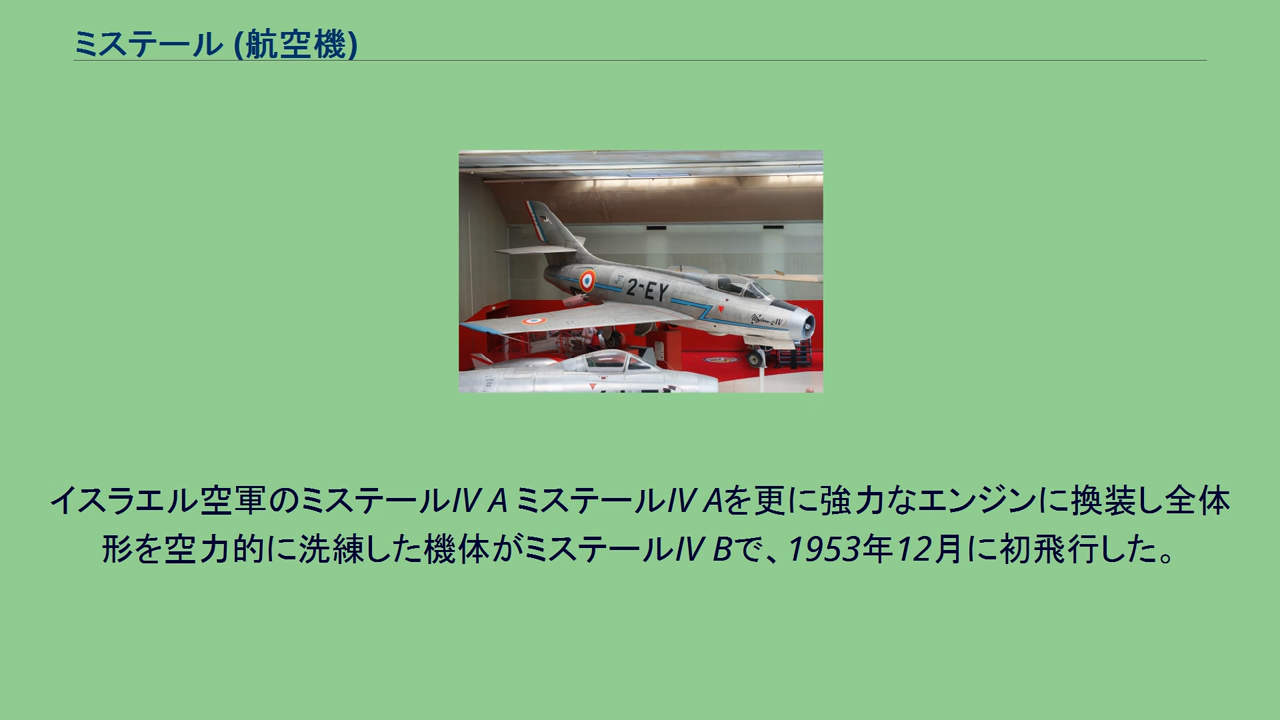 ミステール (航空機)
2-EY
イスラエル空軍のミステールIV A ミステールIV Aを更に強力なエンジンに換装し全体
形を空力的に洗練した機体がミステールIV Bで、1953年12月に初飛行した。